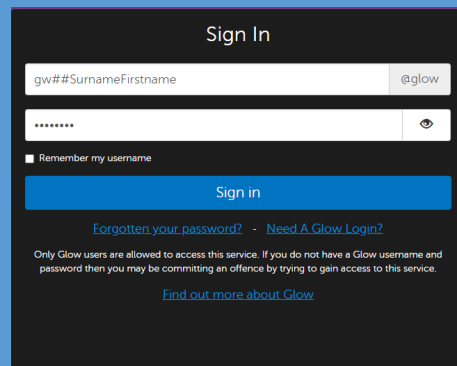 Sign In
gw##SurnameFirstname @glow
••••••••
Remember my username
Sign in
Forgotten your password? - Need A Glow Login?
Only Glow users are allowed to access this service. If you do not have a Glow username and
password then you may be committing an offence by trying to gain access to this service.
Find out more about Glow